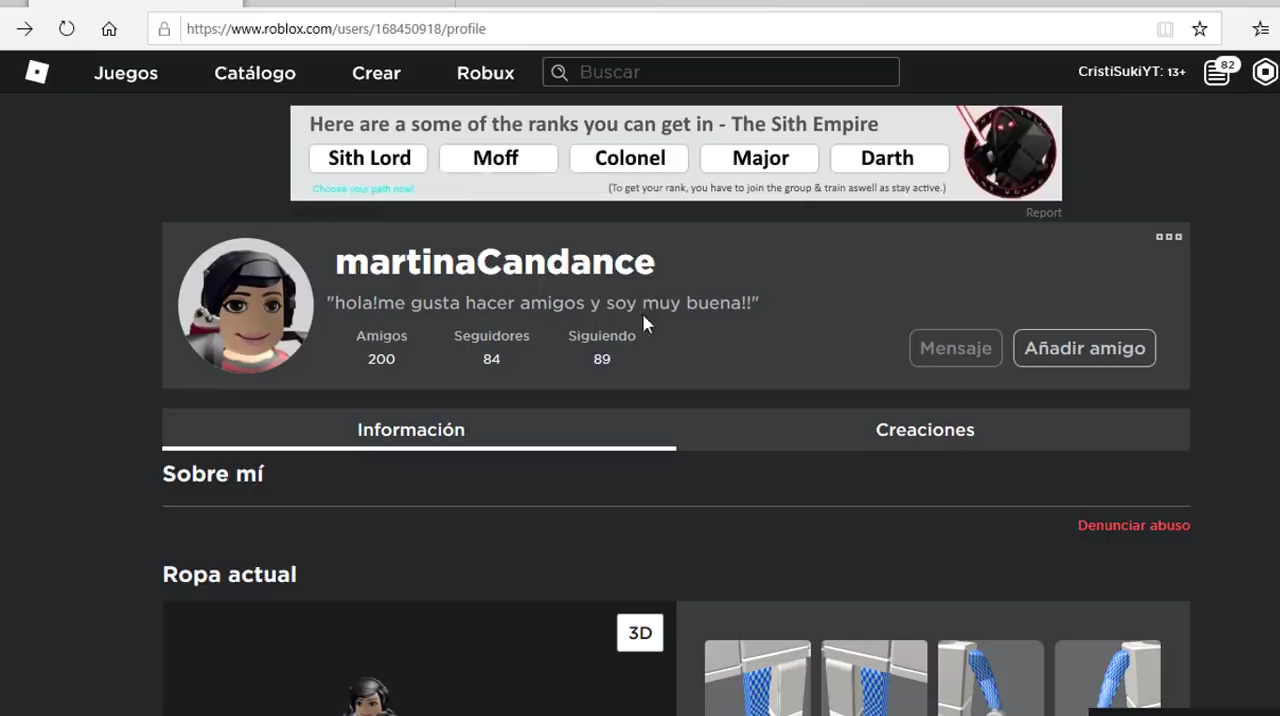 https://www.roblox.com/users/168450918/profile
Juegos Catálogo Crear Robux Buscar CristiSukiYT: 13+ 82
Here are a some of the ranks you can get in - The Sith Empire
Sith Lord Moff Colonel Major Darth
Choose your path now! (To get your rank, you have to join the group & train aswell as stay active.)
Report
martinaCandance
"hola!me gusta hacer amigos y soy muy buena!!"
Amigos Seguidores Siguiendo
200 84 89
Mensaje Añadir amigo
Información Creaciones
Sobre mí
Denunciar abuso
Ropa actual
3D